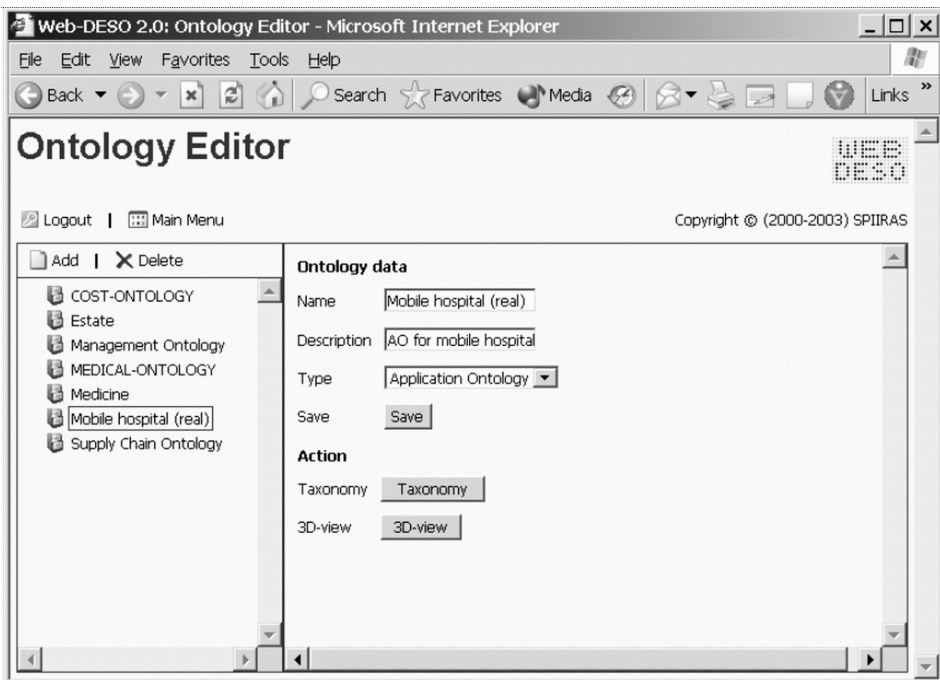 Web-DESO 2.0: Ontology Editor - Microsoft Internet Explorer
File Edit View Favorites Tools Help
Back Search Favorites Media Links »
Ontology Editor
WEB
DESO
Logout | Main Menu
Copyright © (2000-2003) SPIIRAS
Add | Delete
COST-ONTOLOGY
Estate
Management Ontology
MEDICAL-ONTOLOGY
Medicine
Mobile hospital (real)
Supply Chain Ontology
Ontology data
Name Mobile hospital (real)
Description AO for mobile hospital
Type Application Ontology
Save Save
Action
Taxonomy Taxonomy
3D-view 3D-view